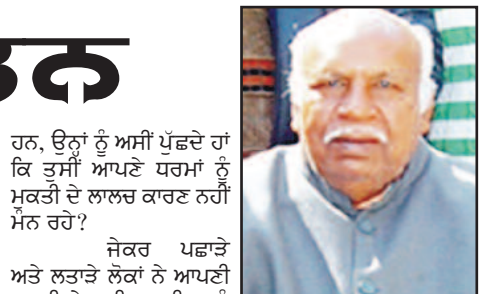 ਹਨ, ਉਨ੍ਹਾਂ ਨੂੰ ਅਸੀਂ ਪੁੱਛਦੇ ਹਾਂ
ਕਿ ਤੁਸੀਂ ਆਪਣੇ ਧਰਮਾਂ ਨੂੰ
ਮੁਕਤੀ ਦੇ ਲਾਲਚ ਕਾਰਣ ਨਹੀਂ
ਮੰਨ ਰਹੇ?
ਜੇਕਰ ਪਛਾੜੇ
ਅਤੇ ਲਤਾੜੇ ਲੋਕਾਂ ਨੇ ਆਪਣੀ